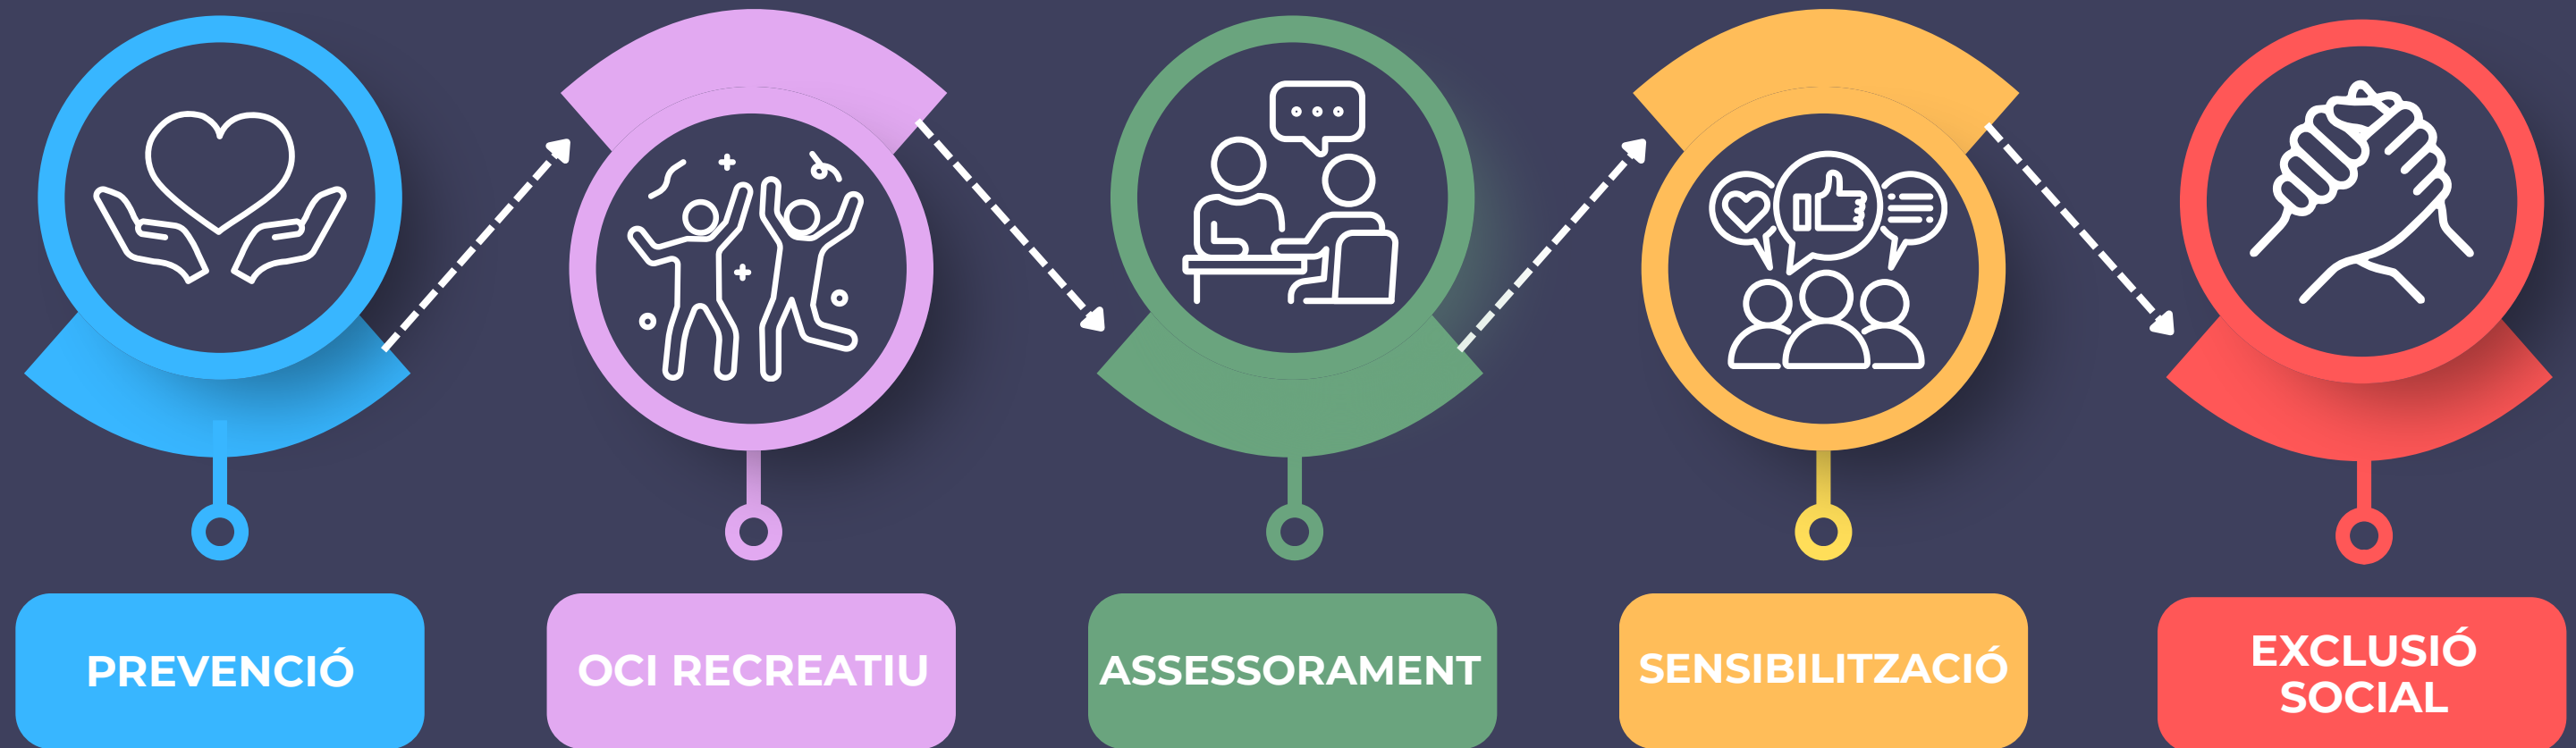 PREVENCIÓ
OCI RECREATIU
ASSESSORAMENT
SENSIBILITZACIÓ
EXCLUSIÓ
SOCIAL